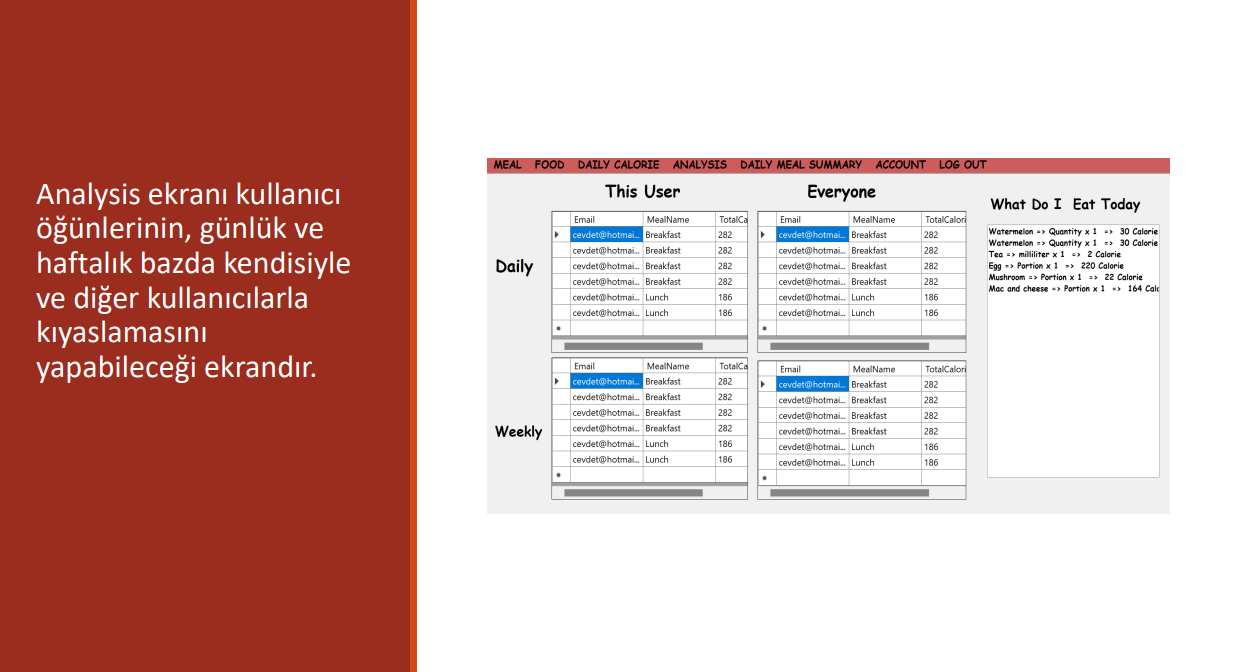 Analysis ekranı kullanıcı
öğünlerinin, günlük ve
haftalık bazda kendisiyle
ve diğer kullanıcılarla
kıyaslamasını
yapabileceği ekrandır.
MEAL FOOD DAILY CALORIE ANALYSIS DAILY MEAL SUMMARY ACCOUNT LOG OUT
This User
Email MealName TotalCa
Daily
cevdet@hotmai... Breakfast 282
cevdet@hotmai... Breakfast 282
cevdet@hotmai... Breakfast 282
cevdet@hotmai... Breakfast 282
cevdet@hotmai... Lunch 186
cevdet@hotmai... Lunch 186
Everyone
Email MealName TotalCalori
cevdet@hotmai... Breakfast 282
cevdet@hotmai... Breakfast 282
cevdet@hotmai... Breakfast 282
cevdet@hotmai... Breakfast 282
cevdet@hotmai... Lunch 186
cevdet@hotmai... Lunch 186
Weekly
Email MealName TotalCa
cevdet@hotmai... Breakfast 282
cevdet@hotmai... Breakfast 282
cevdet@hotmai... Breakfast 282
cevdet@hotmai... Breakfast 282
cevdet@hotmai... Lunch 186
cevdet@hotmai... Lunch 186
Email MealName TotalCalori
cevdet@hotmai... Breakfast 282
cevdet@hotmai... Breakfast 282
cevdet@hotmai... Breakfast 282
cevdet@hotmai... Breakfast 282
cevdet@hotmai... Lunch 186
cevdet@hotmai... Lunch 186
What Do I Eat Today
Watermelon => Quantity x 1 => 30 Calorie
Watermelon => Quantity x 1 => 30 Calorie
Tea => milliliter x 1 => 2 Calorie
Egg => Portion x 1 => 220 Calorie
Mushroom => Portion x 1 => 22 Calorie
Mac and cheese => Portion x 1 => 164 Calc